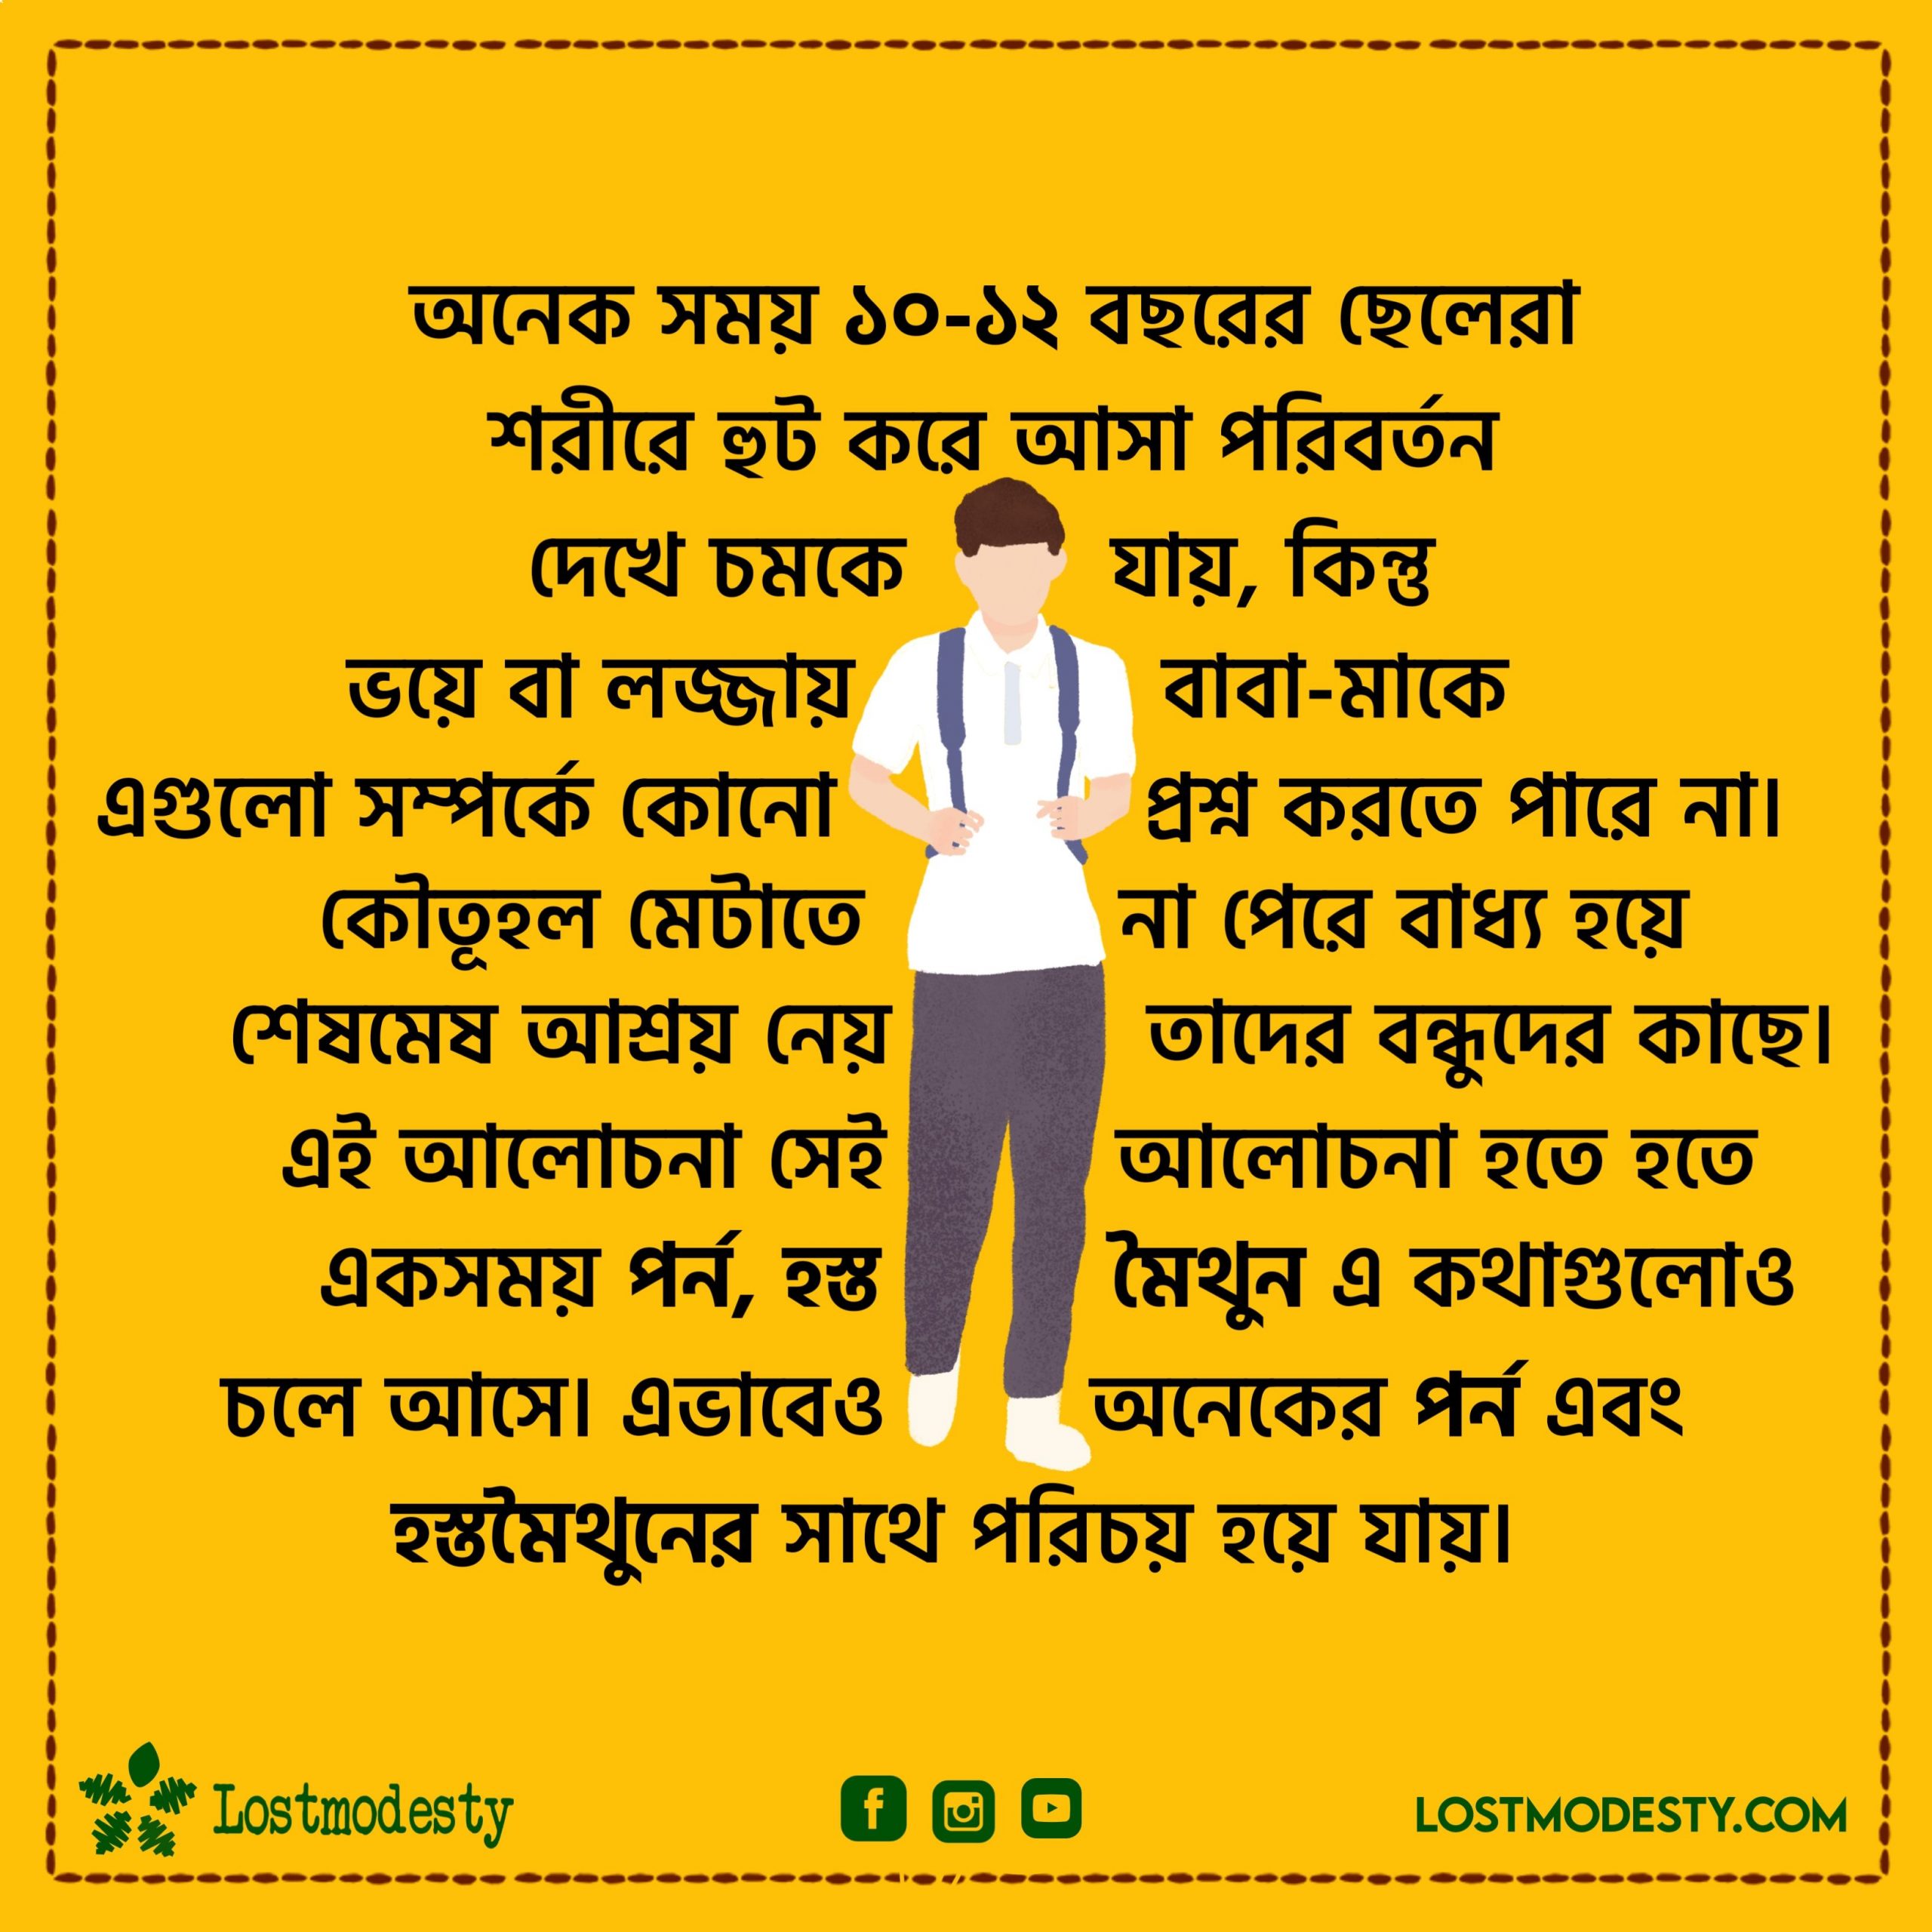 অনেক সময় ১০-১২ বছরের ছেলেরা
শরীরে হুট করে আসা পরিবর্তন
দেখে চমকে যায়, কিন্তু
ভয়ে বা লজ্জায় বাবা-মাকে
এগুলো সম্পর্কে কোনো প্রশ্ন করতে পারে না।
কৌতূহল মেটাতে না পেরে বাধ্য হয়ে
শেষমেষ আশ্রয় নেয় তাদের বন্ধুদের কাছে।
এই আলোচনা সেই আলোচনা হতে হতে
একসময় পর্ন, হস্ত মৈথুন এ কথাগুলোও
চলে আসে। এভাবেও অনেকের পর্ন এবং
হস্তমৈথুনের সাথে পরিচয় হয়ে যায়।
Lostmodesty
LOSTMODESTY.COM